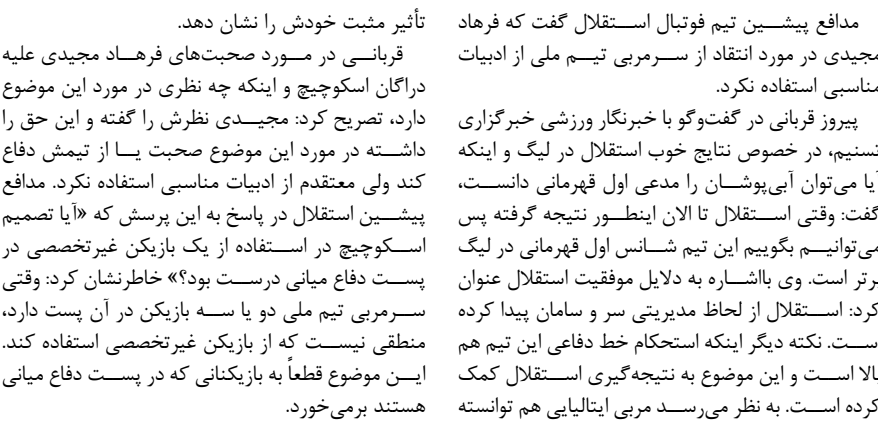 مدافع پیشین تیم فوتبال استقلال گفت که فرهاد
مجیدی در مورد انتقاد از سرمربی تیم ملی از ادبیات
مناسبی استفاده نکرد.
پیروز قربانی در گفت‌وگو با خبرنگار ورزشی خبرگزاری
تسنیم، در خصوص نتایج خوب استقلال در لیگ و اینکه
آیا می‌توان آبی‌پوشان را مدعی اول قهرمانی دانست،
گفت: وقتی استقلال تا الان اینطور نتیجه گرفته پس
می‌توانیم بگوییم این تیم شانس اول قهرمانی در لیگ
برتر است. وی بااشاره به دلایل موفقیت استقلال عنوان
کرد: استقلال از لحاظ مدیریتی سر و سامان پیدا کرده
است. نکته دیگر اینکه استحکام خط دفاعی این تیم هم
بالا است و این موضوع به نتیجه‌گیری استقلال کمک
کرده است. به نظر می‌رسد مربی ایتالیایی هم توانسته
تأثیر مثبت خودش را نشان دهد.
قربانی در مورد صحبت‌های فرهاد مجیدی علیه
دراگان اسکوچیچ و اینکه چه نظری در مورد این موضوع
دارد، تصریح کرد: مجیدی نظرش را گفته و این حق را
داشته در مورد این موضوع صحبت یا از تیمش دفاع
کند ولی معتقدم از ادبیات مناسبی استفاده نکرد. مدافع
پیشین استقلال در پاسخ به این پرسش که «آیا تصمیم
اسکوچیچ در استفاده از یک بازیکن غیرتخصصی در
پست دفاع میانی درست بود؟» خاطرنشان کرد: وقتی
سرمربی تیم ملی دو یا سه بازیکن در آن پست دارد،
منطقی نیست که از بازیکن غیرتخصصی استفاده کند.
این موضوع قطعاً به بازیکنانی که در پست دفاع میانی
هستند برمی‌خورد.